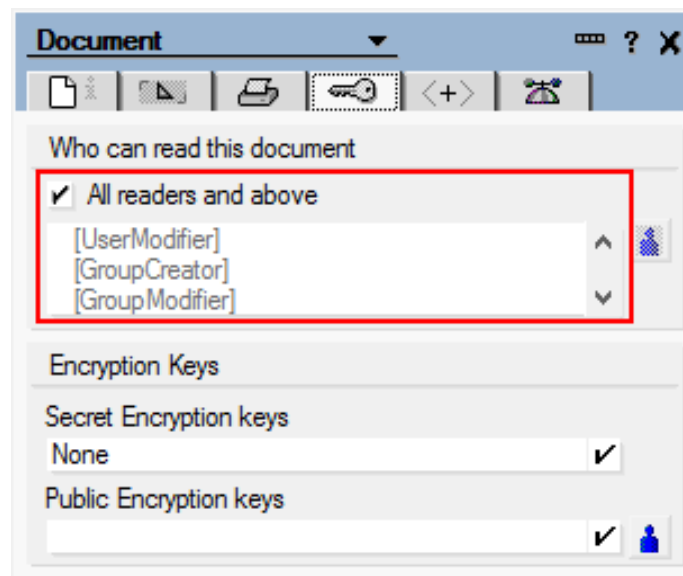 Document
? X
i <+>
Who can read this document
✔ All readers and above
[UserModifier]
[GroupCreator]
[GroupModifier]
Encryption Keys
Secret Encryption keys
None
Public Encryption keys